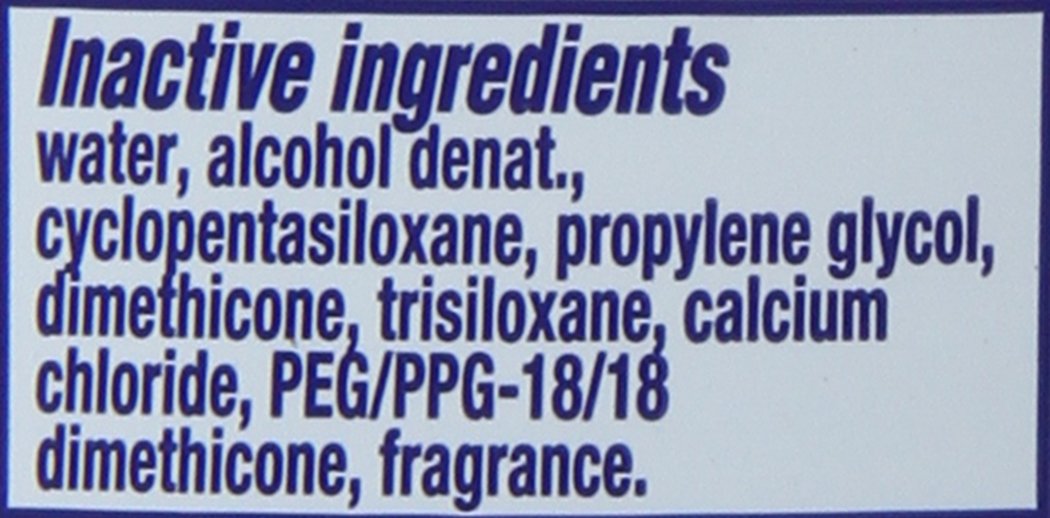 Inactive ingredients
water, alcohol denat.,
cyclopentasiloxane, propylene glycol,
dimethicone, trisiloxane, calcium
chloride, PEG/PPG-18/18
dimethicone, fragrance.